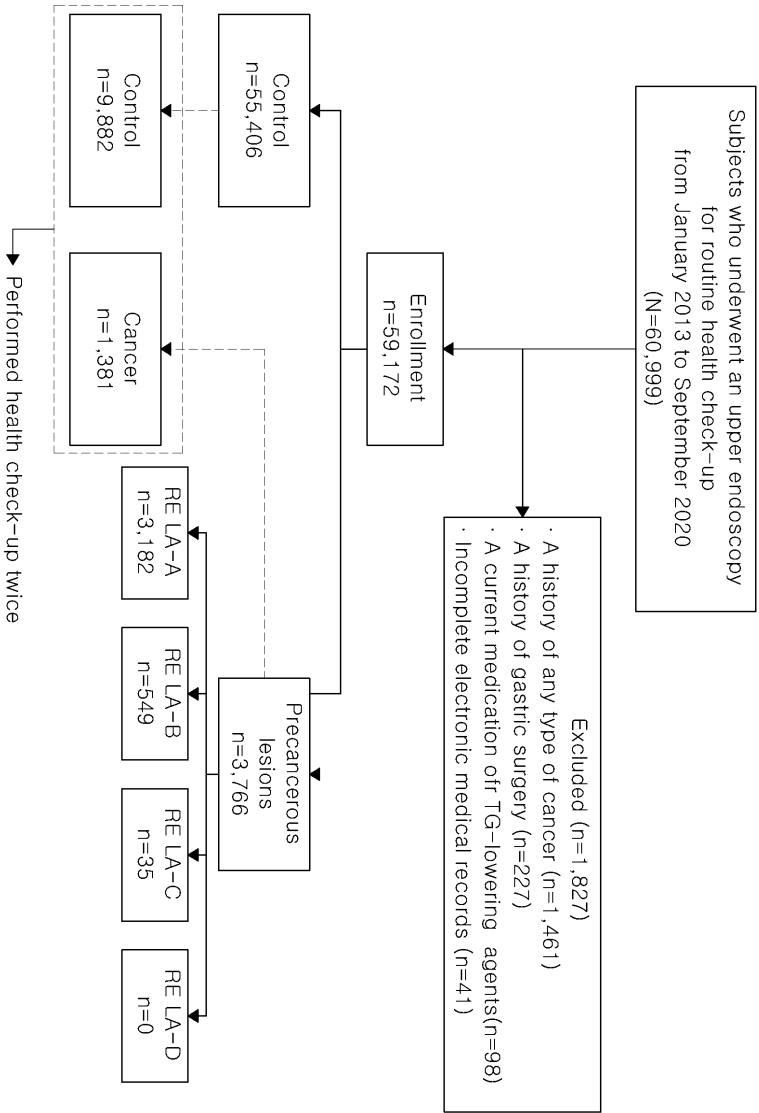 Subjects who underwent an upper endoscopy
for routine health check-up
from January 2013 to September 2020
(N=60,999)
Excluded (n=1,827)
· A history of any type of cancer (n=1,461)
· A history of gastric surgery (n=227)
· A current medication ofr TG-lowering agents(n=98)
· Incomplete electronic medical records (n=41)
Enrollment
n=59,172
Control
n=55,406
Precancerous
lesions
n=3,766
Control
n=9,882
Cancer
n=1,381
RE LA-A
n=3,182
RE LA-B
n=549
RE LA-C
n=35
RE LA-D
n=0
Performed health check-up twice